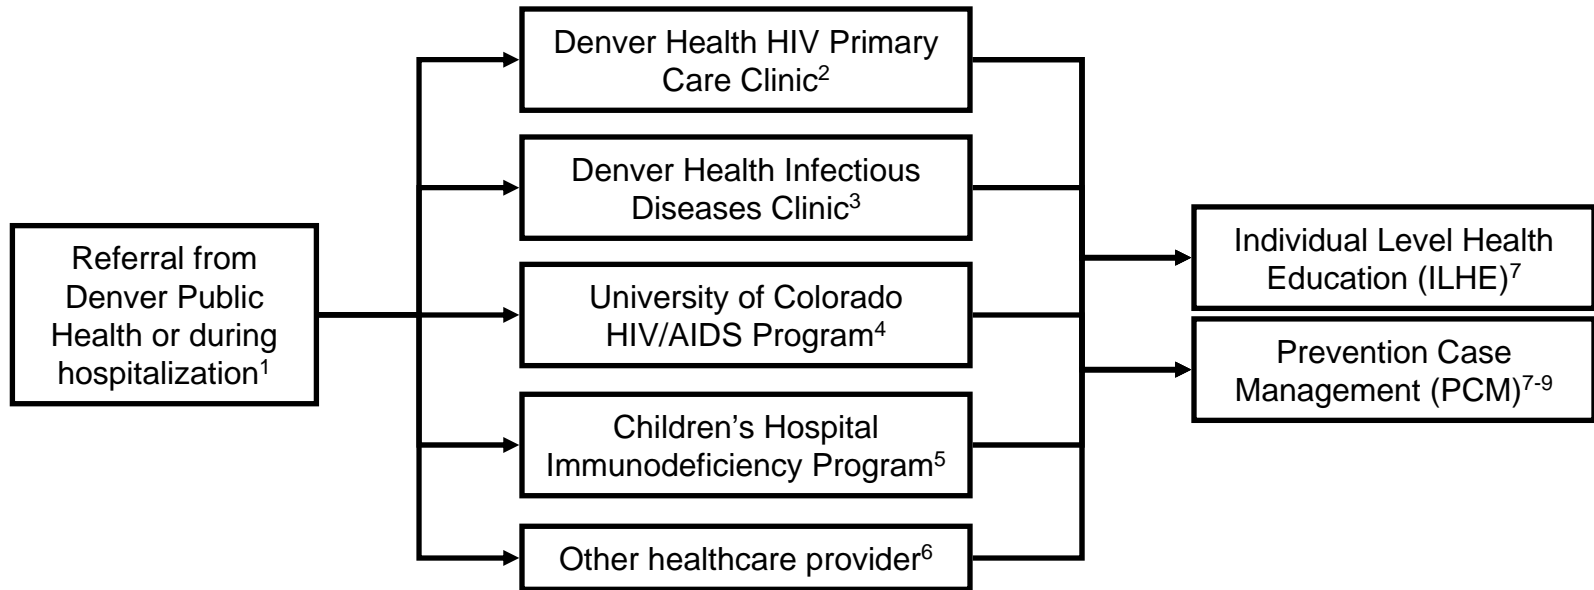 Referral from
Denver Public
Health or during
hospitalization¹
Denver Health HIV Primary
Care Clinic²
Denver Health Infectious
Diseases Clinic³
University of Colorado
HIV/AIDS Program⁴
Children’s Hospital
Immunodeficiency Program⁵
Other healthcare provider⁶
Individual Level Health
Education (ILHE)⁷
Prevention Case
Management (PCM)⁷⁻⁹